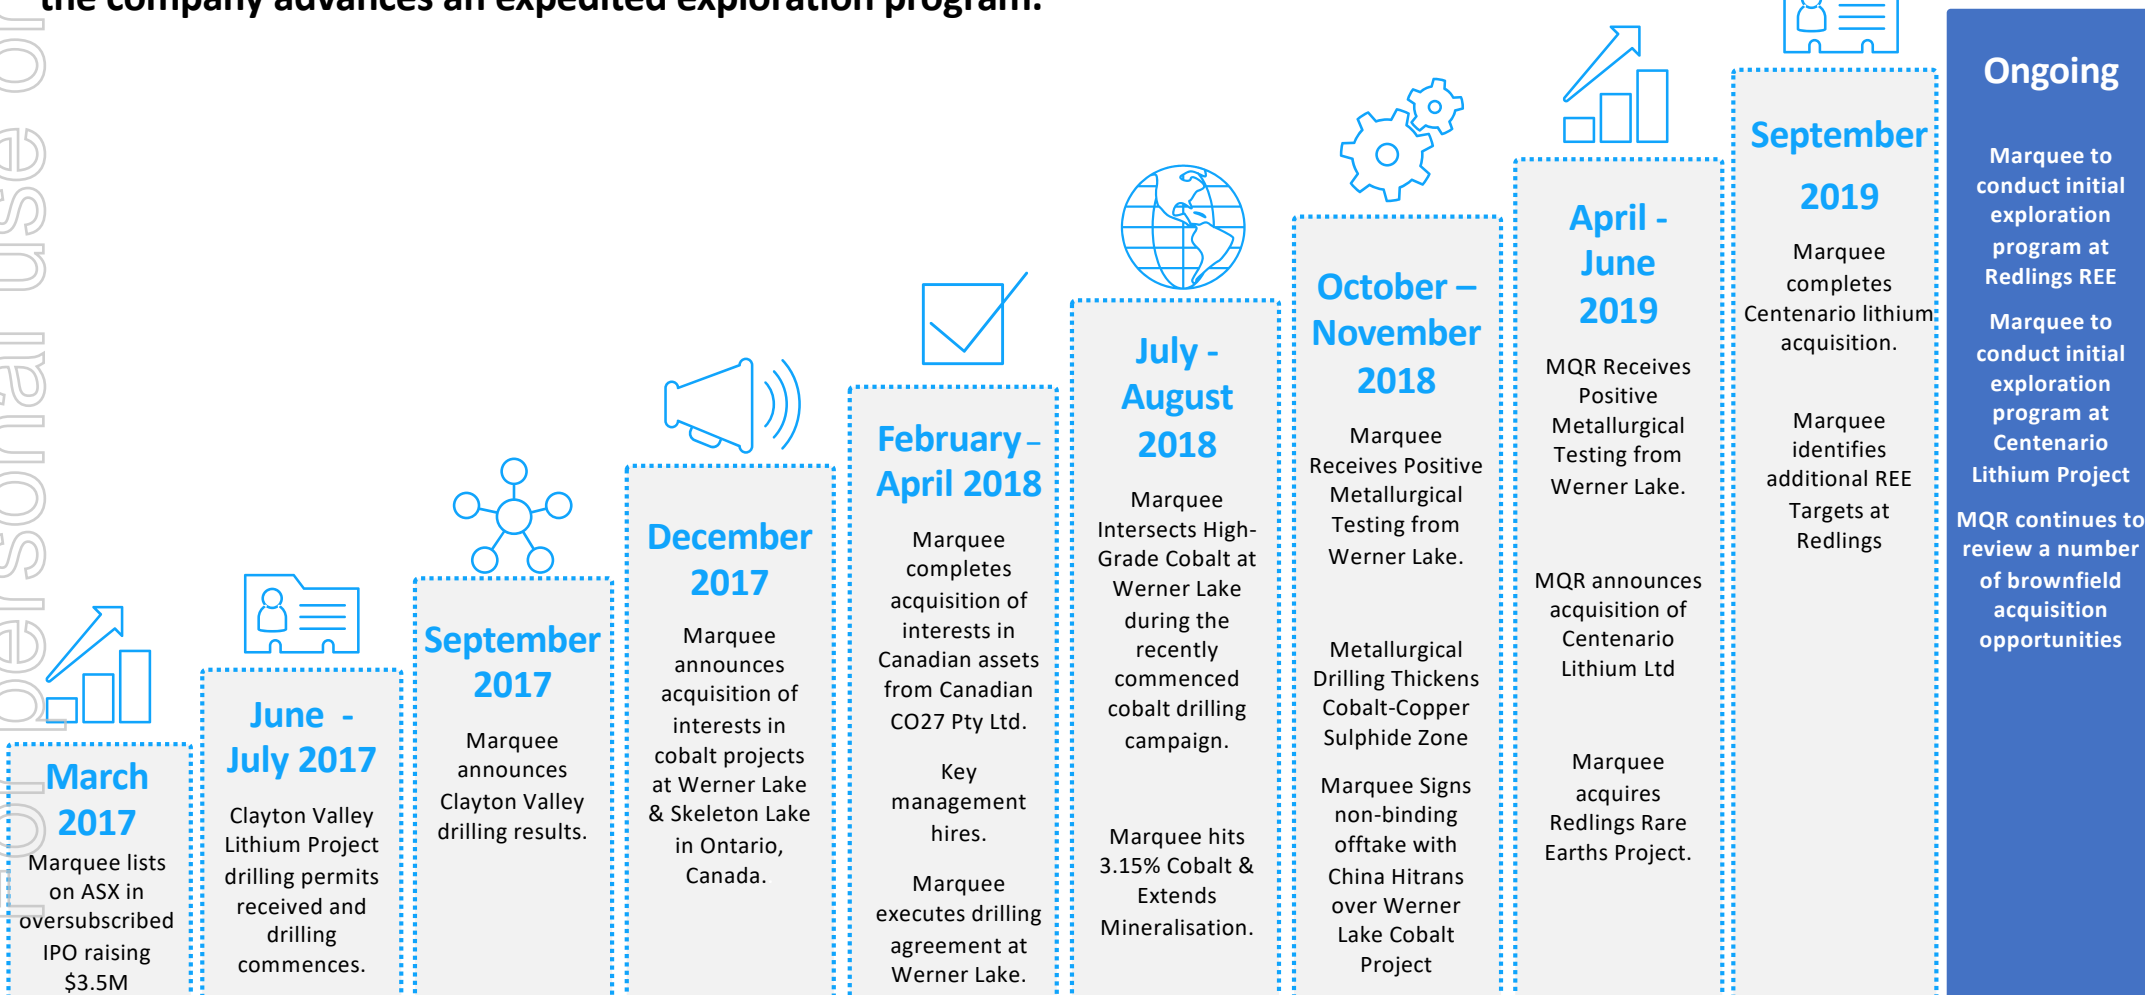 the company advances an expedited exploration program.
For personal use on
March
2017
Marquee lists
on ASX in
oversubscribed
IPO raising
$3.5M
June -
July 2017
Clayton Valley
Lithium Project
drilling permits
received and
drilling
commences.
September
2017
Marquee
announces
Clayton Valley
drilling results.
December
2017
Marquee
announces
acquisition of
interests in
cobalt projects
at Werner Lake
& Skeleton Lake
in Ontario,
Canada.
February –
April 2018
Marquee
completes
acquisition of
interests in
Canadian assets
from Canadian
CO27 Pty Ltd.
Key
management
hires.
Marquee
executes drilling
agreement at
Werner Lake.
July -
August
2018
Marquee
Intersects High-
Grade Cobalt at
Werner Lake
during the
recently
commenced
cobalt drilling
campaign.
Marquee hits
3.15% Cobalt &
Extends
Mineralisation.
October –
November
2018
Marquee
Receives Positive
Metallurgical
Testing from
Werner Lake.
Metallurgical
Drilling Thickens
Cobalt-Copper
Sulphide Zone
Marquee Signs
non-binding
offtake with
China Hitrans
over Werner
Lake Cobalt
Project
April -
June
2019
MQR Receives
Positive
Metallurgical
Testing from
Werner Lake.
MQR announces
acquisition of
Centenario
Lithium Ltd
Marquee
acquires
Redlings Rare
Earths Project.
September
2019
Marquee
completes
Centenario lithium
acquisition.
Marquee
identifies
additional REE
Targets at
Redlings
Ongoing
Marquee to
conduct initial
exploration
program at
Redlings REE
Marquee to
conduct initial
exploration
program at
Centenario
Lithium Project
MQR continues to
review a number
of brownfield
acquisition
opportunities